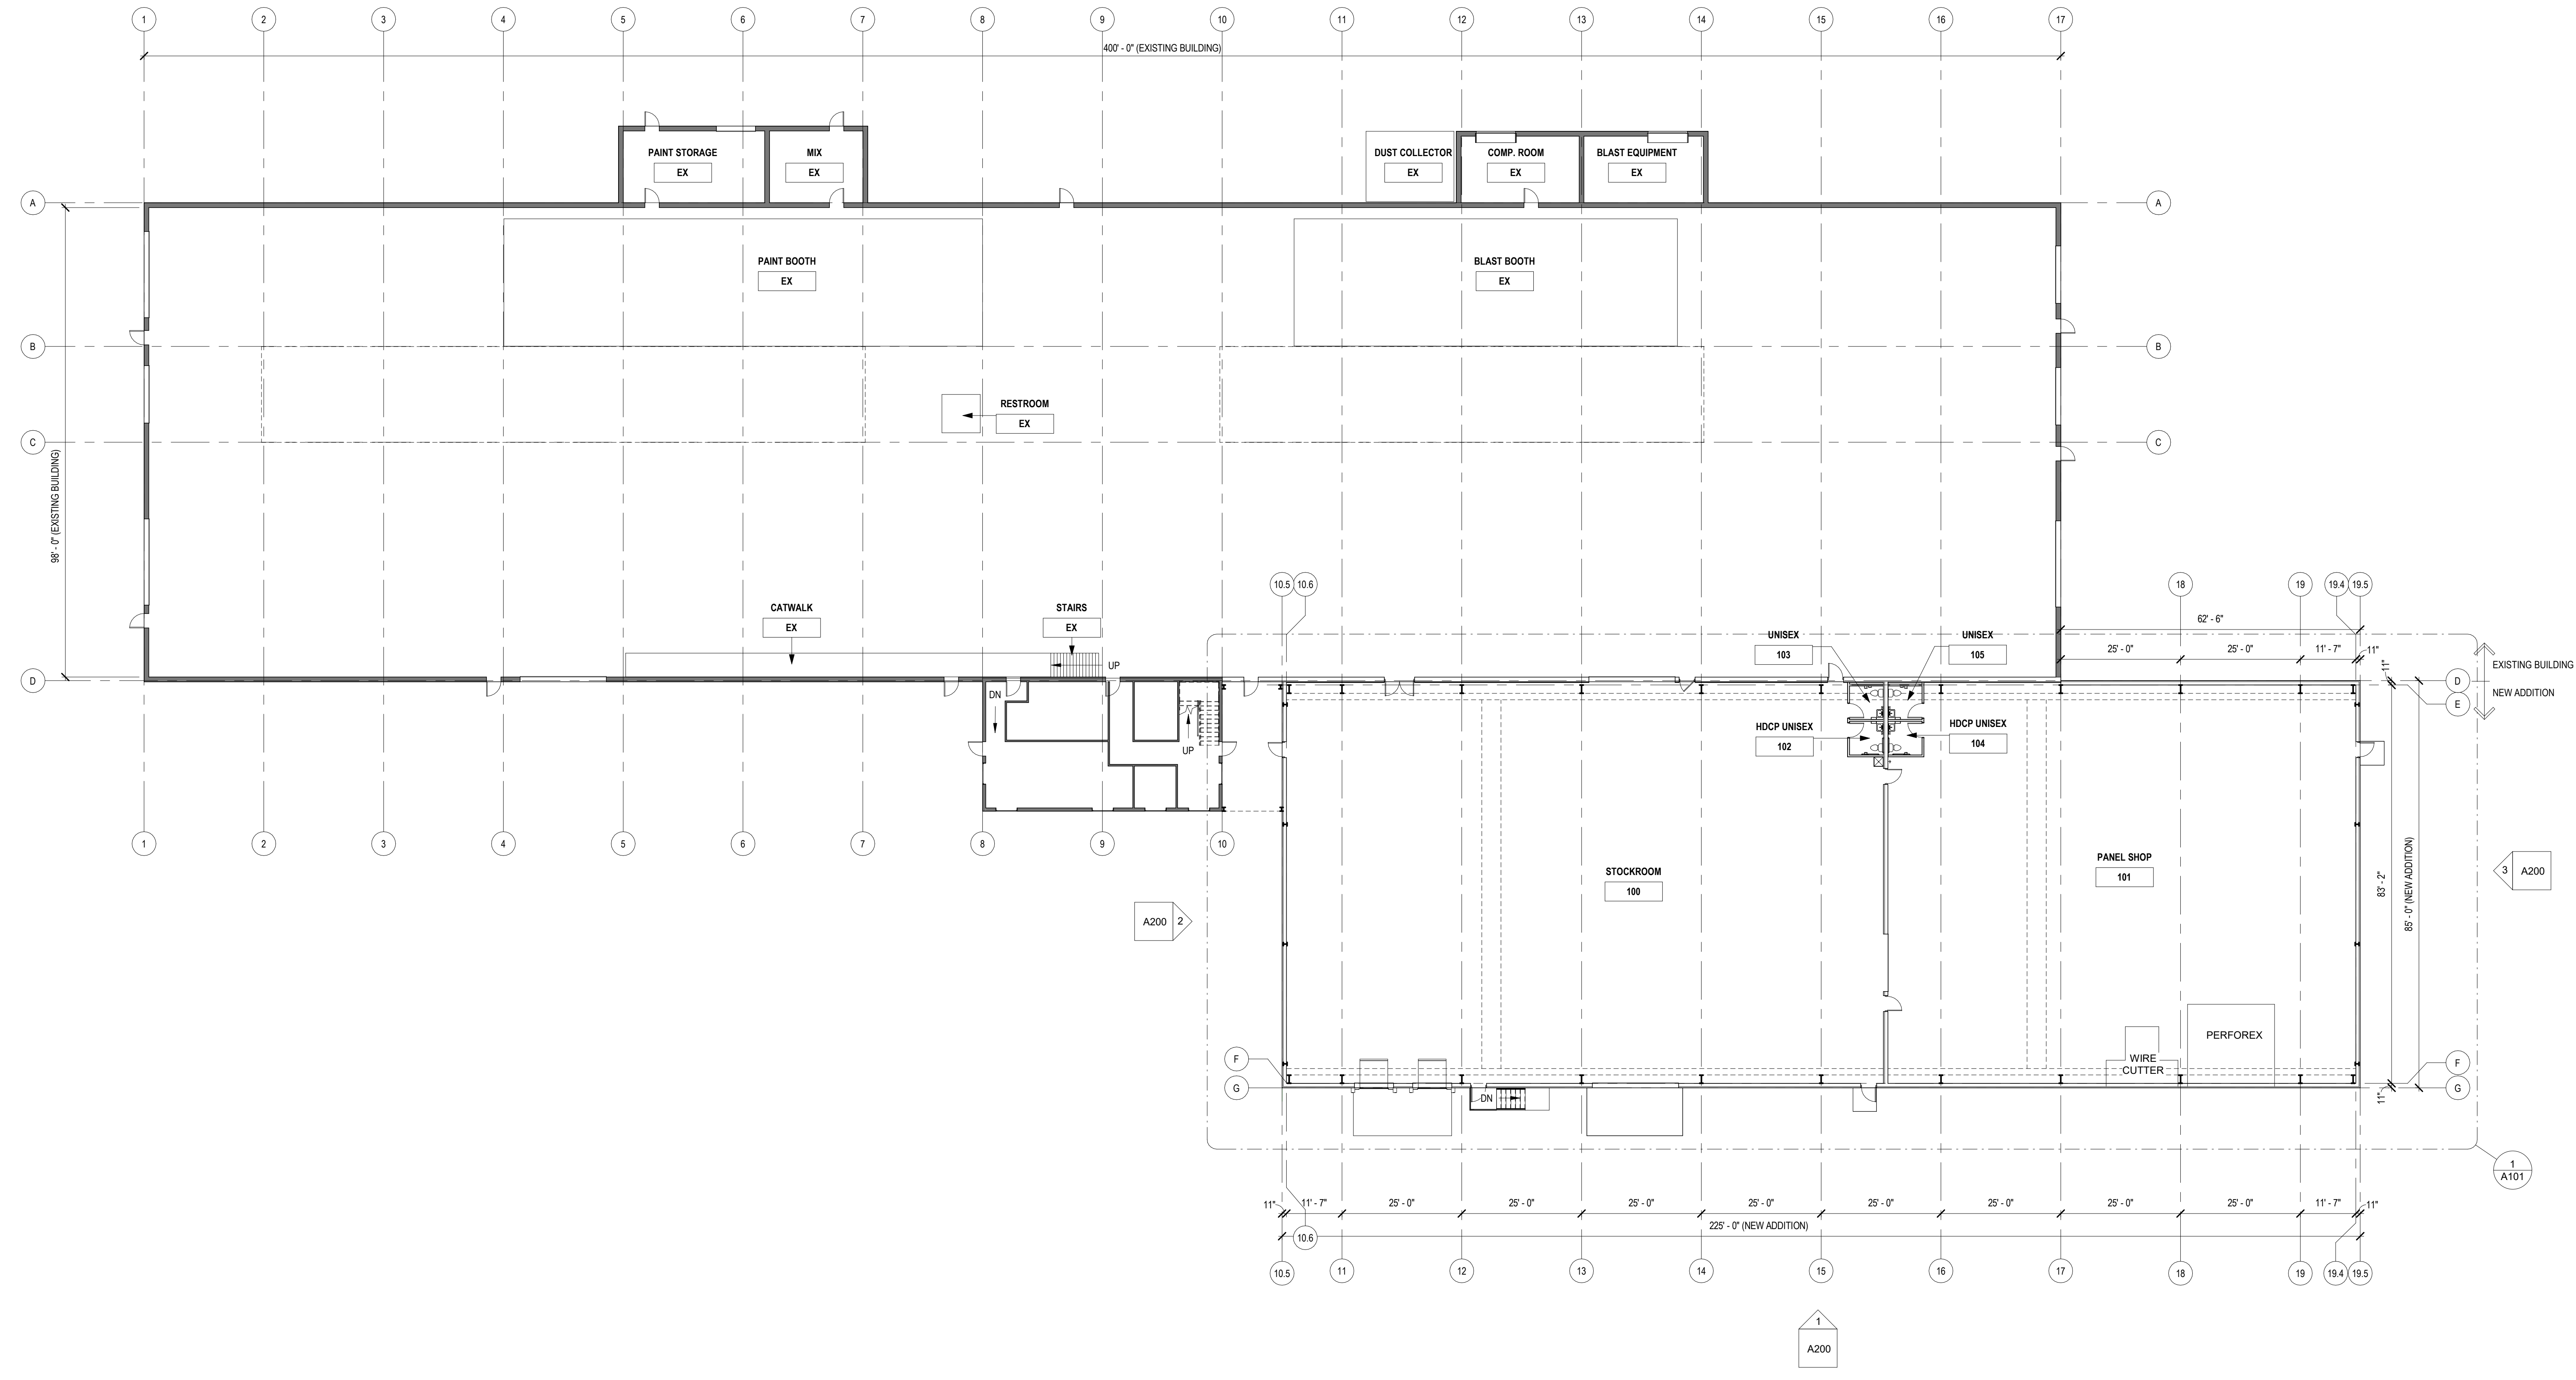 1 2 3 4 5 6 7 8 9 10 11 12 13 14 15 16 17
400' - 0" (EXISTING BUILDING)
PAINT STORAGE
EX
MIX
EX
DUST COLLECTOR
EX
COMP. ROOM
EX
BLAST EQUIPMENT
EX
A
A
PAINT BOOTH
EX
BLAST BOOTH
EX
B
B
RESTROOM
EX
C
C
98' - 0" (EXISTING BUILDING)
10.5 10.6
18 19 19.4 19.5
CATWALK
EX
STAIRS
EX
UP
62' - 6"
25' - 0" 25' - 0" 11' - 7" 11"
UNISEX
103
UNISEX
105
11"
EXISTING BUILDING
D
D
NEW ADDITION
E
DN
UP
HDCP UNISEX
102
HDCP UNISEX
104
1 2 3 4 5 6 7 8 9 10
STOCKROOM
100
PANEL SHOP
101
83' - 2"
85' - 0" (NEW ADDITION)
3
A200
A200
2
PERFOREX
WIRE
CUTTER
F
F
G
G
11"
DN
1
A101
11" 11' - 7" 25' - 0" 25' - 0" 25' - 0" 25' - 0" 25' - 0" 25' - 0" 25' - 0" 25' - 0" 11' - 7" 11"
225' - 0" (NEW ADDITION)
10.6
10.5 11 12 13 14 15 16 17 18 19 19.4 19.5
1
A200